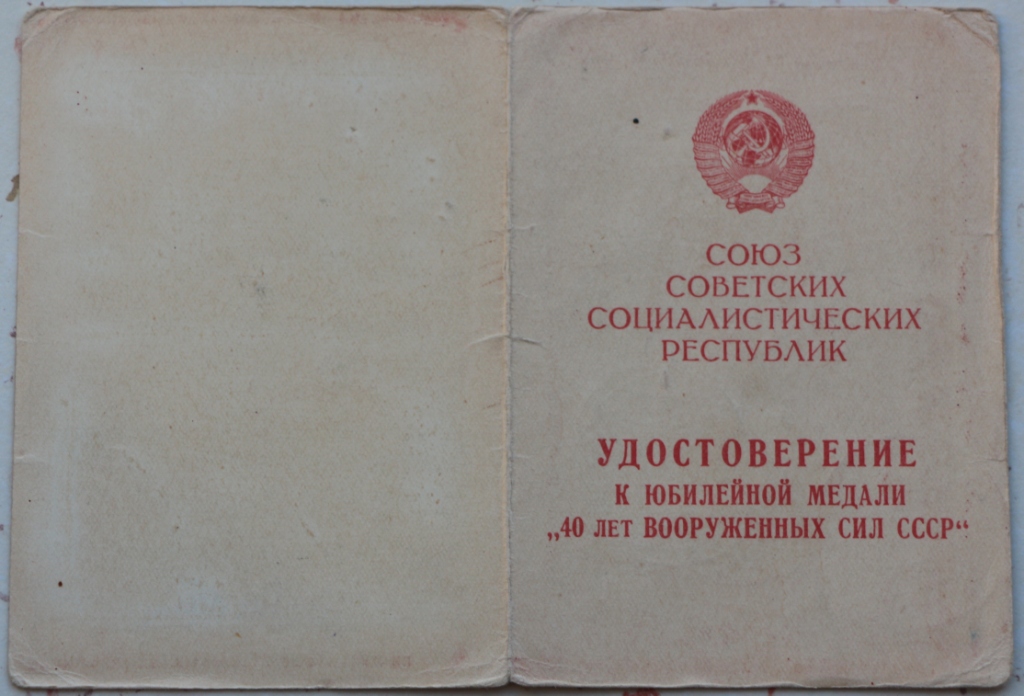 СОЮЗ
СОВЕТСКИХ
СОЦИАЛИСТИЧЕСКИХ
РЕСПУБЛИК
УДОСТОВЕРЕНИЕ
К ЮБИЛЕЙНОЙ МЕДАЛИ
„40 лет ВООРУЖЕННЫХ СИЛ СССР“